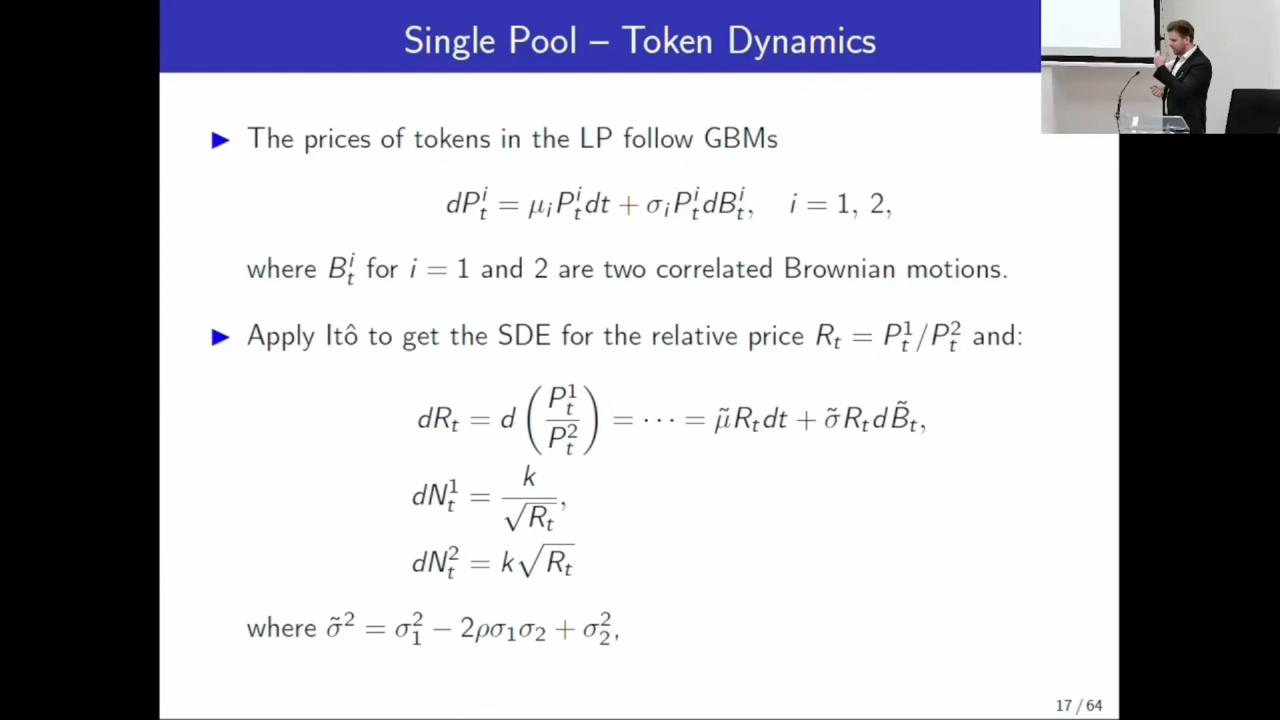 Single Pool – Token Dynamics
▶ The prices of tokens in the LP follow GBMs
dP_t^i = μ_i P_t^i dt + σ_i P_t^i dB_t^i, i = 1, 2,
where B_t^i for i = 1 and 2 are two correlated Brownian motions.
▶ Apply Itô to get the SDE for the relative price R_t = P_t^1/P_t^2 and:
dR_t = d(P_t^1/P_t^2) = ⋯ = μ̃R_t dt + σ̃R_t dB̃_t,
dN_t^1 = k/√R_t,
dN_t^2 = k√R_t
where σ̃² = σ_1² − 2ρσ_1σ_2 + σ_2²,
17 / 64